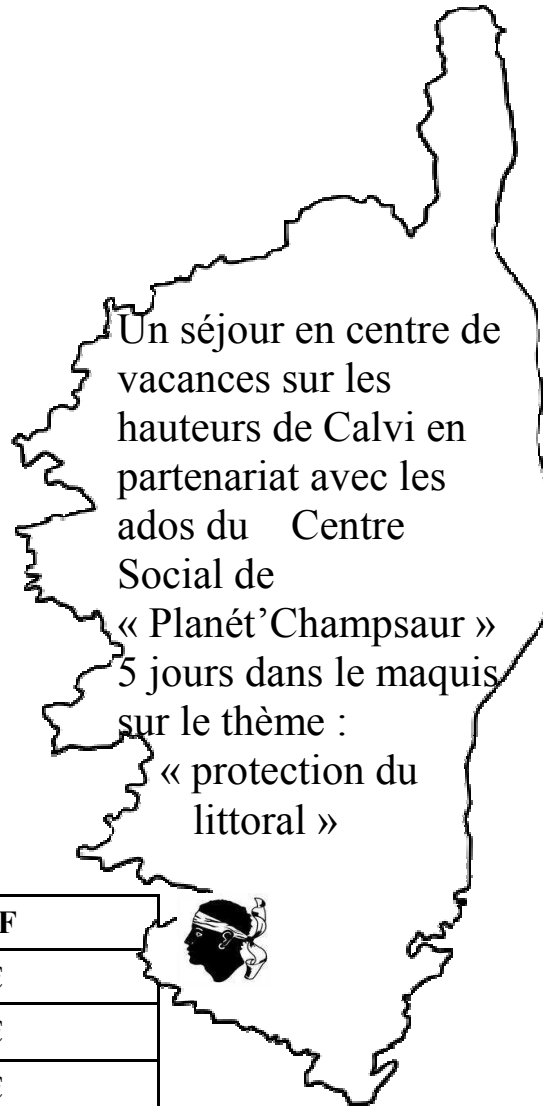 Un séjour en centre de
vacances sur les
hauteurs de Calvi en
partenariat avec les
ados du Centre
Social de
« Planét’Champsaur »
5 jours dans le maquis
sur le thème :
« protection du
littoral »
F
€
€
€